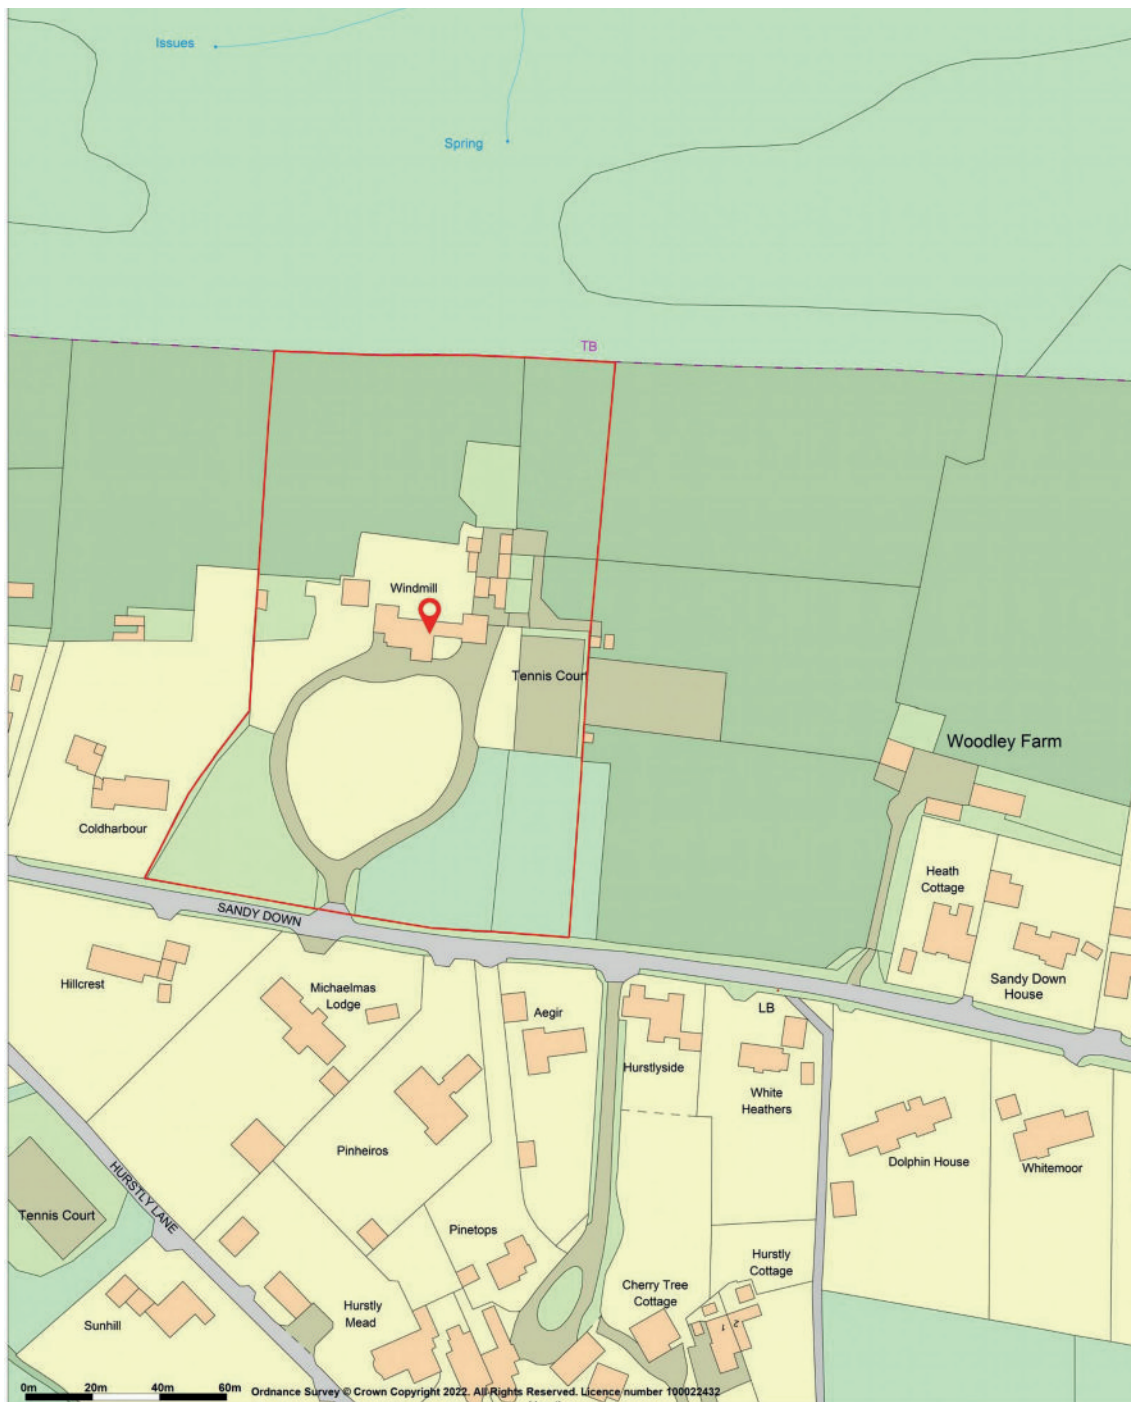 Issues
Spring
TB
Windmill
Tennis Court
Woodley Farm
Coldharbour
Heath
Cottage
SANDY DOWN
Sandy Down
House
Hillcrest
Michaelmas
Lodge
Aegir
LB
Hurstlyside
White
Heathers
Pinheiros
Dolphin House
Whitemoor
HURSTLY LANE
Tennis Court
Pinetops
Hurstly
Cottage
Cherry Tree
Cottage
Hurstly
Mead
Sunhill
1
2
0m 20m 40m 60m
Ordnance Survey © Crown Copyright 2022. All Rights Reserved. Licence number 100022432